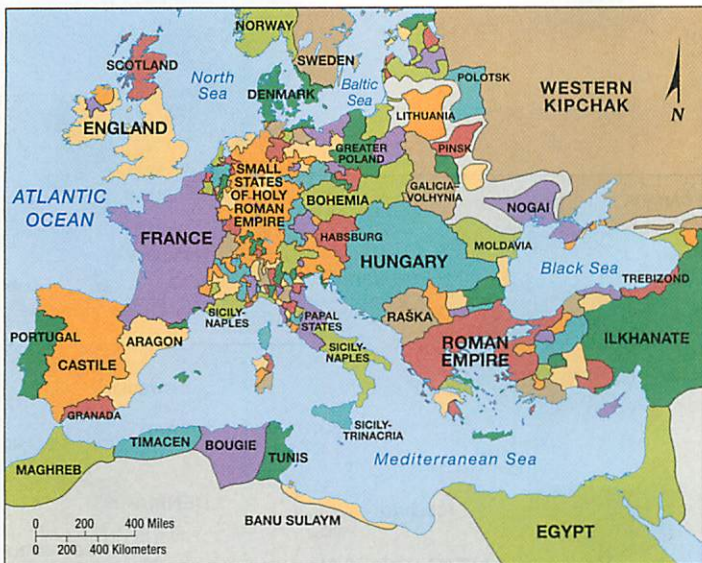 NORWAY
SWEDEN
SCOTLAND
North
Sea
Baltic
Sea
DENMARK
POLOTSK
WESTERN
KIPCHAK
N
LITHUANIA
ENGLAND
PINSK
GREATER
POLAND
SMALL
STATES
OF HOLY
ROMAN
EMPIRE
GALICIA–
VOLHYNIA
ATLANTIC
OCEAN
BOHEMIA
NOGAI
FRANCE
HABSBURG
MOLDAVIA
HUNGARY
Black Sea
TREBIZOND
SICILY-
NAPLES
PAPAL
STATES
RAŠKA
PORTUGAL
ARAGON
SICILY-
NAPLES
ROMAN
EMPIRE
ILKHANATE
CASTILE
GRANADA
SICILY-
TRINACRIA
TIMACEN
BOUGIE
TUNIS
Mediterranean Sea
MAGHREB
BANU SULAYM
EGYPT
0 200 400 Miles
0 200 400 Kilometers